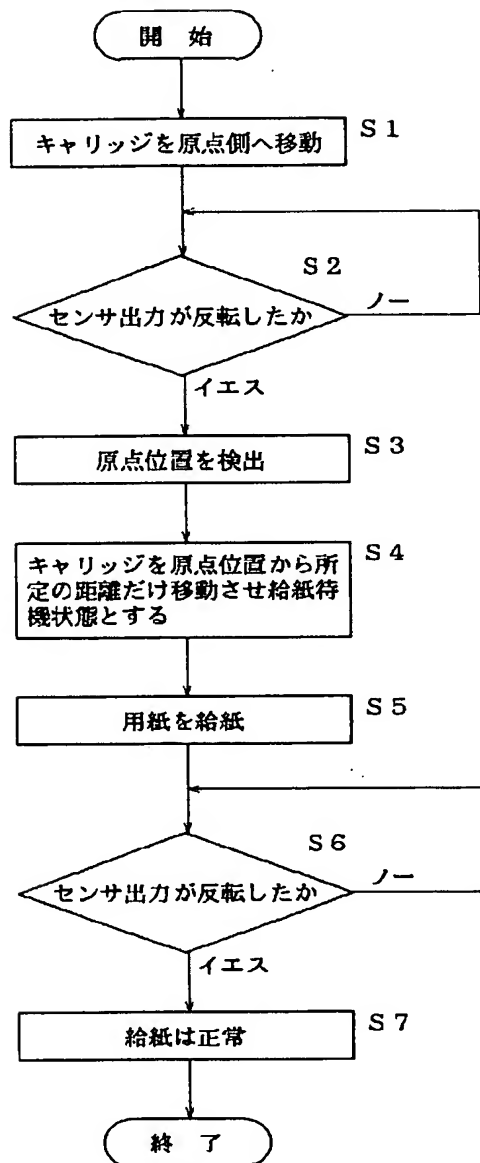 開 始
キャリッジを原点側へ移動
S1
S2
センサ出力が反転したか
ノー
イエス
原点位置を検出
S3
キャリッジを原点位置から所
定の距離だけ移動させ給紙待
機状態とする
S4
用紙を給紙
S5
S6
センサ出力が反転したか
ノー
イエス
給紙は正常
S7
終 了